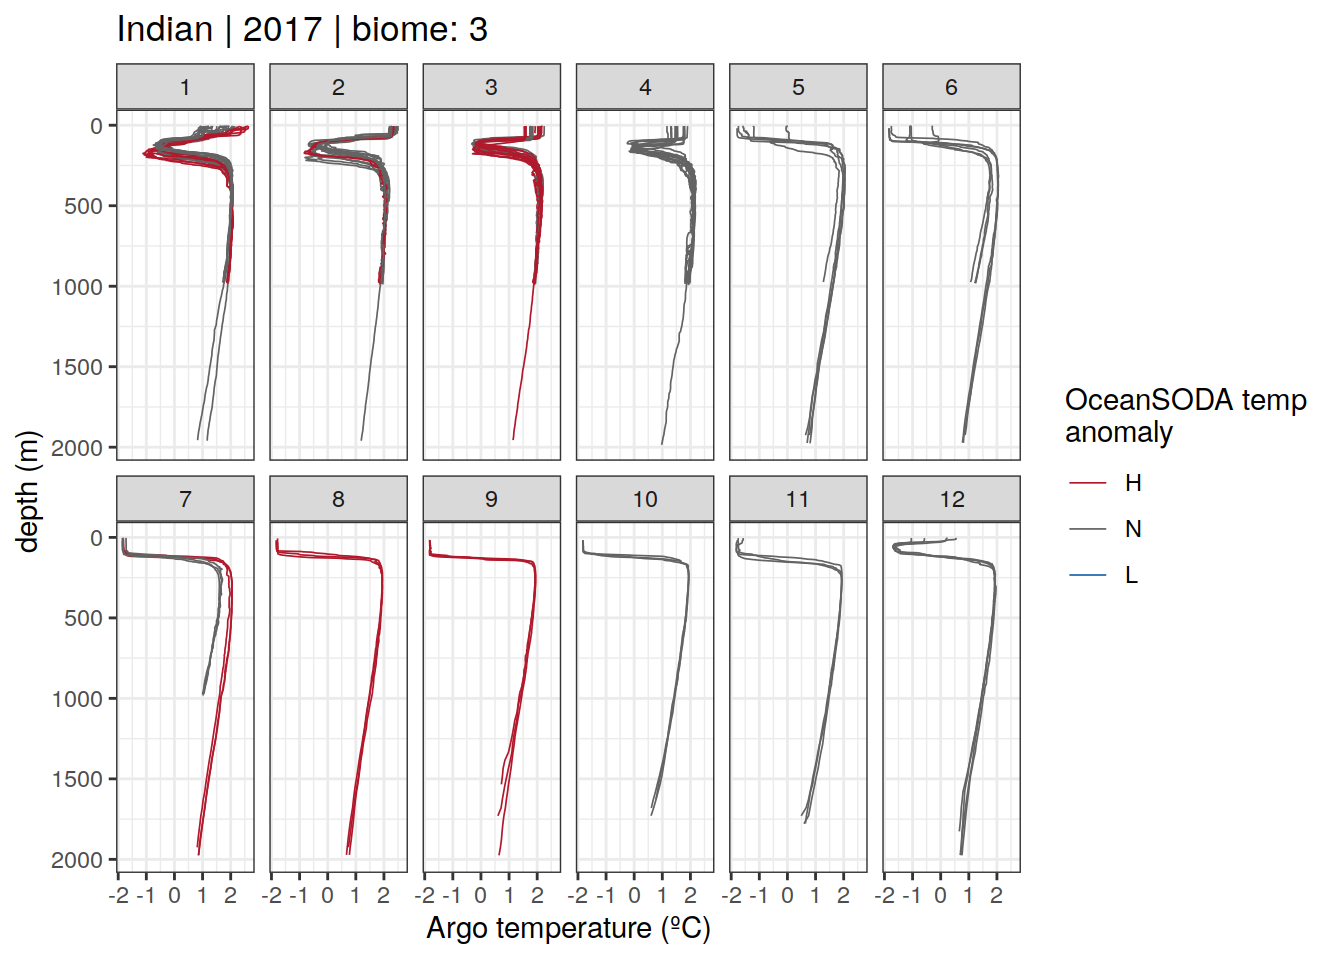 Indian | 2017 | biome: 3
1 2 3 4 5 6
0
500
1000
1500
2000
7 8 9 10 11 12
0
500
1000
1500
2000
-2 -1 0 1 2 -2 -1 0 1 2 -2 -1 0 1 2 -2 -1 0 1 2 -2 -1 0 1 2 -2 -1 0 1 2
Argo temperature (ºC)
depth (m)
OceanSODA temp
anomaly
H
N
L